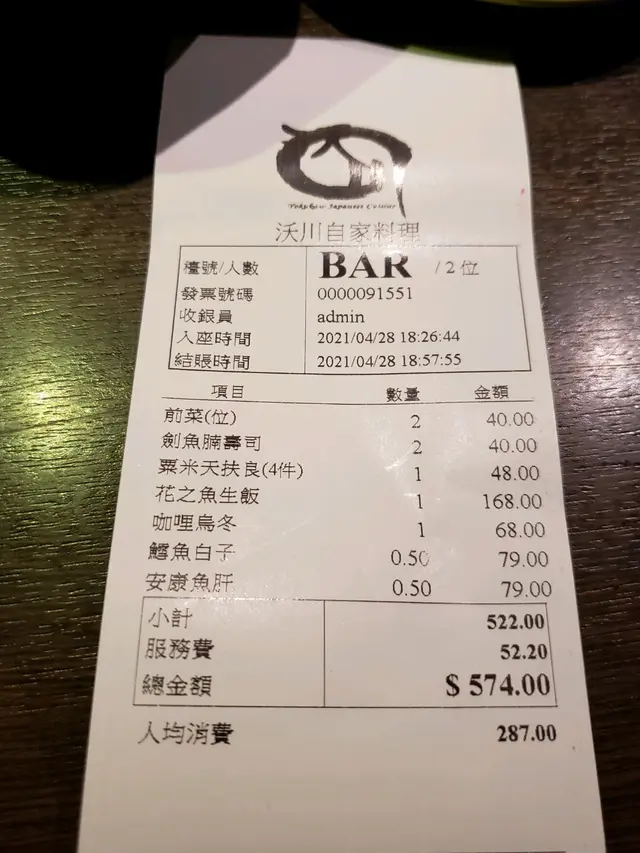 Japanese Cuisine
沃川自家料理
檯號/人數 BAR / 2 位
發票號碼 0000091551
收銀員 admin
入座時間 2021/04/28 18:26:44
結賬時間 2021/04/28 18:57:55
項目 數量 金額
前菜(位) 2 40.00
劍魚腩壽司 2 40.00
粟米天扶良(4件) 1 48.00
花之魚生飯 1 168.00
咖哩烏冬 1 68.00
鱈魚白子 0.50 79.00
安康魚肝 0.50 79.00
小計 522.00
服務費 52.20
總金額 $ 574.00
人均消費 287.00